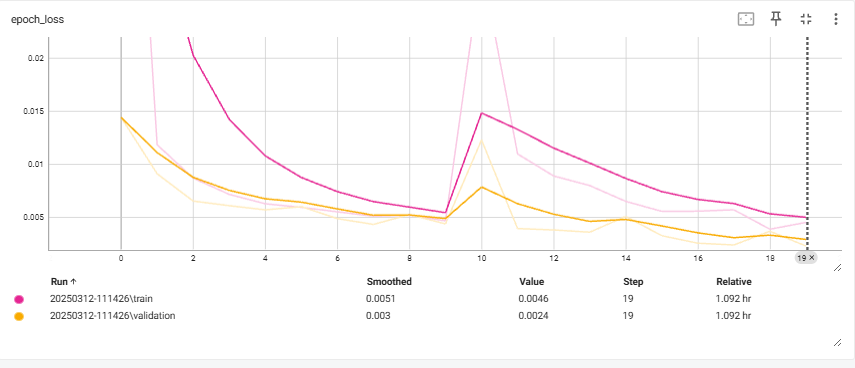 epoch_loss
0.02
0.015
0.01
0.005
0 2 4 6 8 10 12 14 16 18 19 ×
Run ↑ Smoothed Value Step Relative
20250312-111426\train 0.0051 0.0046 19 1.092 hr
20250312-111426\validation 0.003 0.0024 19 1.092 hr